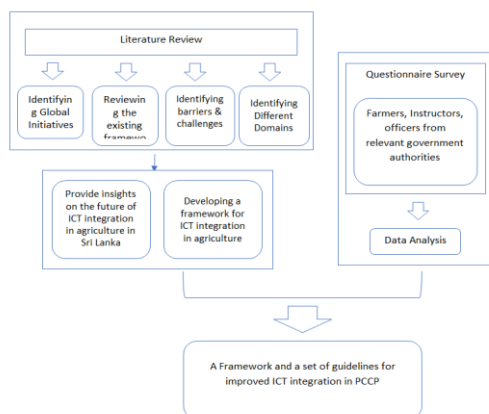 Literature Review
Identifyin
g Global
Initiatives
Reviewin
g the
existing
framewo
Identifying
barriers &
challenges
Identifying
Different
Domains
Provide insights
on the future of
ICT integration
in agriculture in
Sri Lanka
Developing a
framework for
ICT integration
in agriculture
Questionnaire Survey
Farmers, Instructors,
officers from
relevant government
authorities
Data Analysis
A Framework and a set of guidelines for
improved ICT integration in PCCP